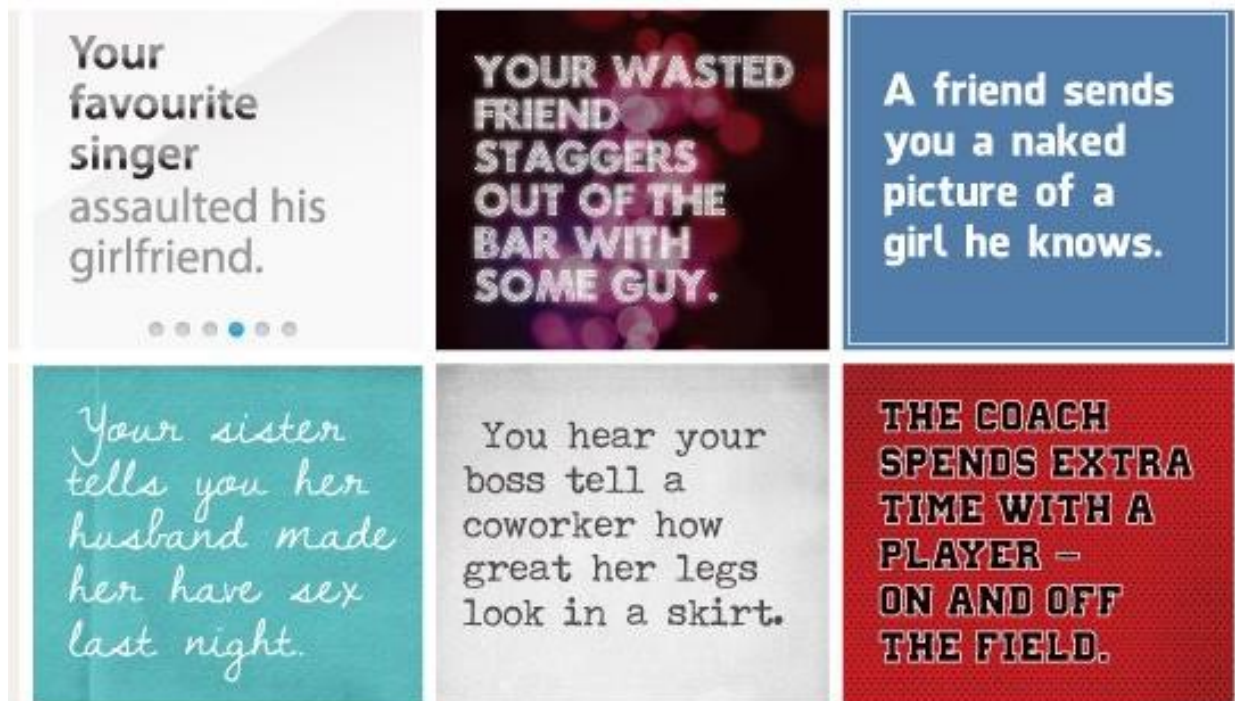 Your
favourite
singer
assaulted his
girlfriend.
YOUR WASTED
FRIEND
STAGGERS
OUT OF THE
BAR WITH
SOME GUY.
A friend sends
you a naked
picture of a
girl he knows.
Your sister
tells you her
husband made
her have sex
last night.
You hear your
boss tell a
coworker how
great her legs
look in a skirt.
THE COACH
SPENDS EXTRA
TIME WITH A
PLAYER –
ON AND OFF
THE FIELD.